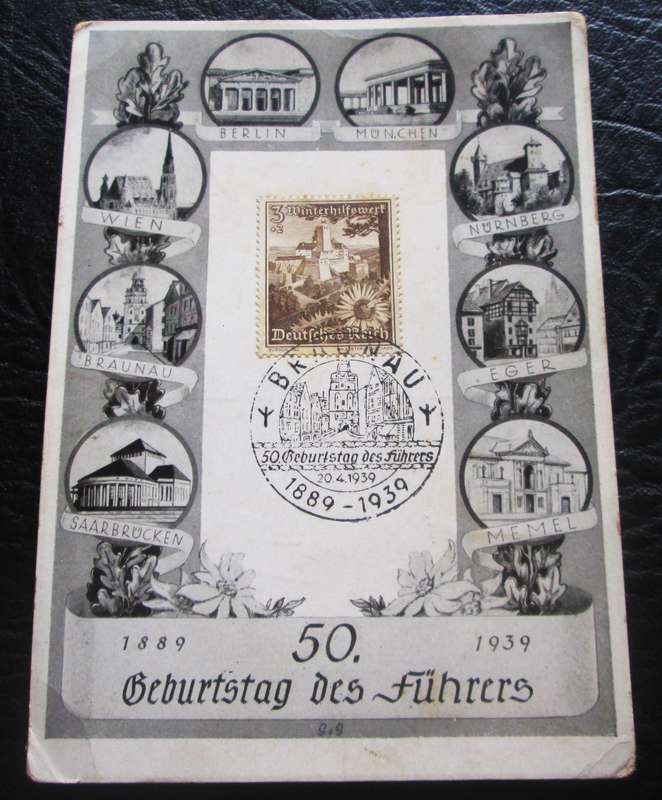 BERLIN
MÜNCHEN
WIEN
NÜRNBERG
BRAUNAU
EGER
SAARBRÜCKEN
MEMEL
3
+2
Winterhilfswerk
Deutsches Reich
BRAUNAU
50. Geburtstag des Führers
20.4.1939
1889-1939
1889
50.
1939
Geburtstag des Führers